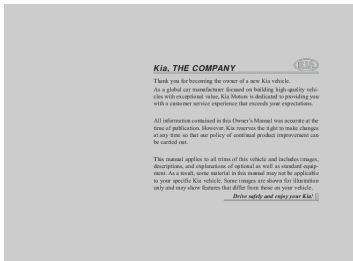 Kia, THE COMPANY
KIA
Thank you for becoming the owner of a new Kia vehicle.
As a global car manufacturer focused on building high-quality vehi-
cles with exceptional value, Kia Motors is dedicated to providing you
with a customer service experience that exceeds your expectations.
All information contained in this Owner's Manual was accurate at the
time of publication. However, Kia reserves the right to make changes
at any time so that our policy of continual product improvement can
be carried out.
This manual applies to all trims of this vehicle and includes images,
descriptions, and explanations of optional as well as standard equip-
ment. As a result, some material in this manual may not be applicable
to your specific Kia vehicle. Some images are shown for illustration
only and may show features that differ from those on your vehicle.
Drive safely and enjoy your Kia!